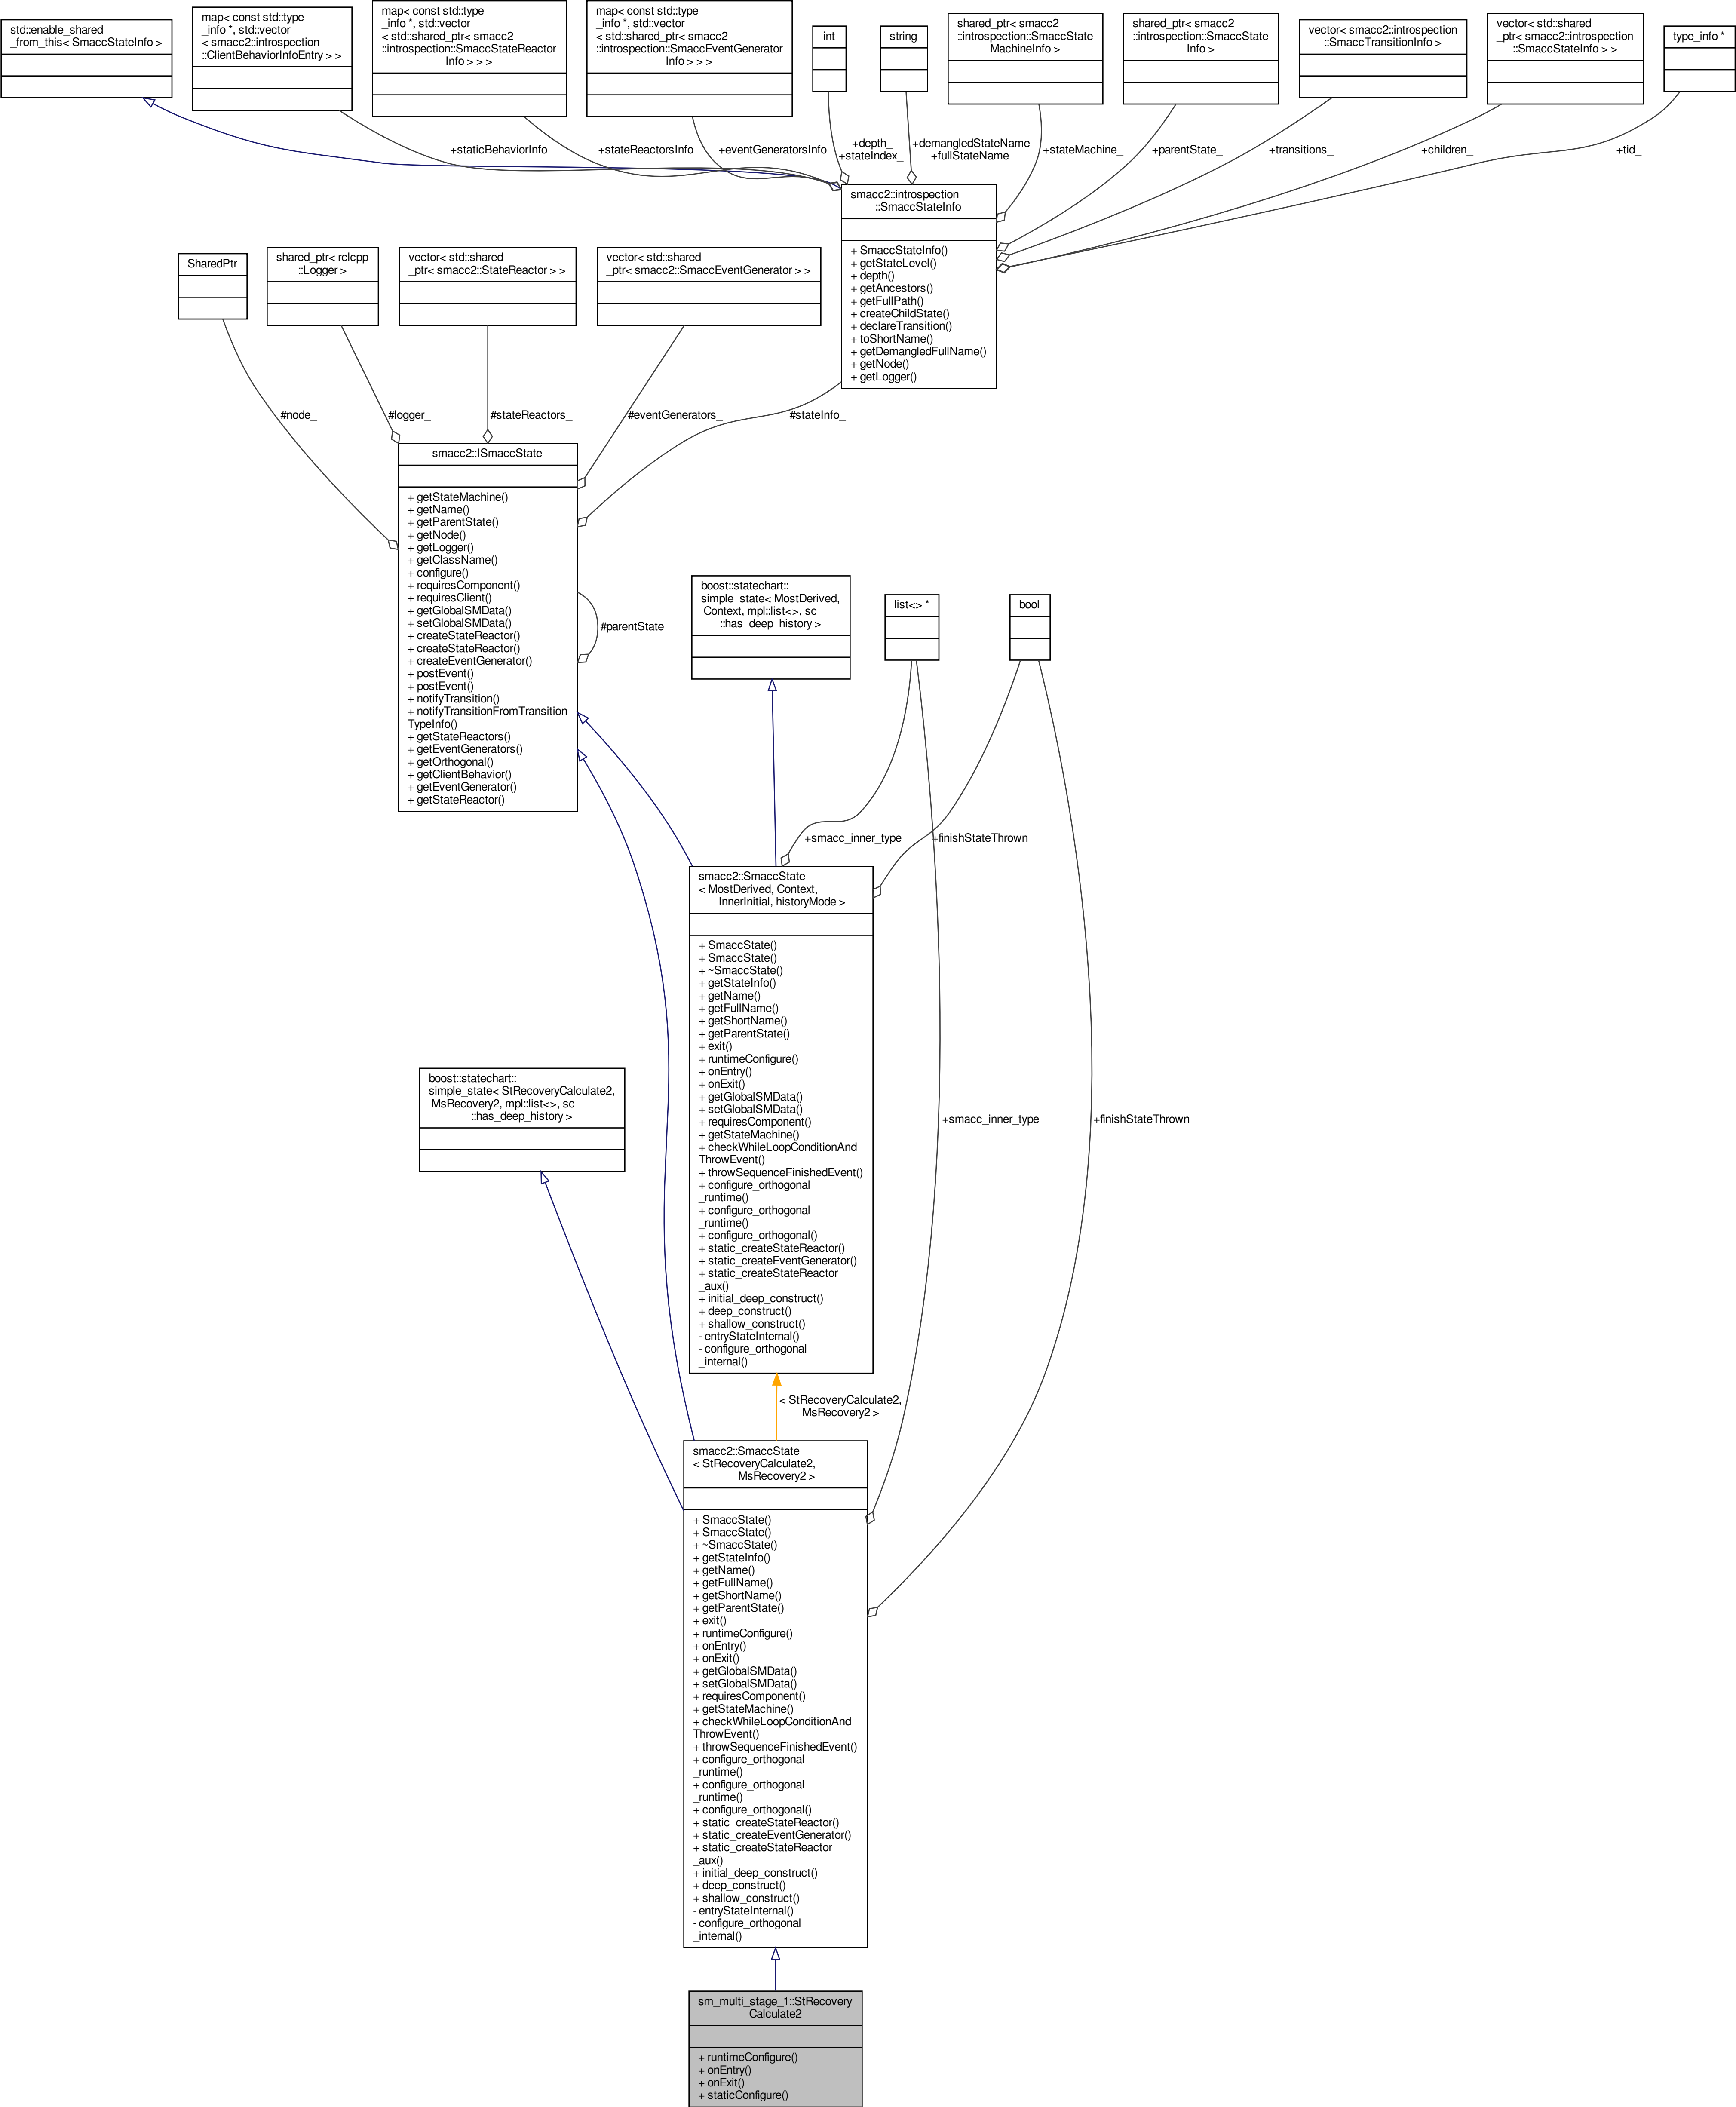 std::enable_shared
_from_this< SmaccStateInfo >
map< const std::type
_info *, std::vector
< smacc2::introspection
::ClientBehaviorInfoEntry > >
map< const std::type
_info *, std::vector
< std::shared_ptr< smacc2
::introspection::SmaccStateReactor
Info > > >
map< const std::type
_info *, std::vector
< std::shared_ptr< smacc2
::introspection::SmaccEventGenerator
Info > > >
int
string
shared_ptr< smacc2
::introspection::SmaccState
MachineInfo >
shared_ptr< smacc2
::introspection::SmaccState
Info >
vector< smacc2::introspection
::SmaccTransitionInfo >
vector< std::shared
_ptr< smacc2::introspection
::SmaccStateInfo > >
type_info *
+staticBehaviorInfo
+stateReactorsInfo
+eventGeneratorsInfo
+depth_
+stateIndex_
+demangledStateName
+fullStateName
+stateMachine_
+parentState_
+transitions_
+children_
+tid_
smacc2::introspection
::SmaccStateInfo
+ SmaccStateInfo()
+ getStateLevel()
+ depth()
+ getAncestors()
+ getFullPath()
+ createChildState()
+ declareTransition()
+ toShortName()
+ getDemangledFullName()
+ getNode()
+ getLogger()
SharedPtr
shared_ptr< rclcpp
::Logger >
vector< std::shared
_ptr< smacc2::StateReactor > >
vector< std::shared
_ptr< smacc2::SmaccEventGenerator > >
#node_
#logger_
#stateReactors_
#eventGenerators_
#stateInfo_
smacc2::ISmaccState
+ getStateMachine()
+ getName()
+ getParentState()
+ getNode()
+ getLogger()
+ getClassName()
+ configure()
+ requiresComponent()
+ requiresClient()
+ getGlobalSMData()
+ setGlobalSMData()
+ createStateReactor()
+ createStateReactor()
+ createEventGenerator()
+ postEvent()
+ postEvent()
+ notifyTransition()
+ notifyTransitionFromTransition
TypeInfo()
+ getStateReactors()
+ getEventGenerators()
+ getOrthogonal()
+ getClientBehavior()
+ getEventGenerator()
+ getStateReactor()
#parentState_
boost::statechart::
simple_state< MostDerived,
Context, mpl::list<>, sc
::has_deep_history >
list<> *
bool
+smacc_inner_type
+finishStateThrown
smacc2::SmaccState
< MostDerived, Context,
InnerInitial, historyMode >
+ SmaccState()
+ SmaccState()
+ ~SmaccState()
+ getStateInfo()
+ getName()
+ getFullName()
+ getShortName()
+ getParentState()
+ exit()
+ runtimeConfigure()
+ onEntry()
+ onExit()
+ getGlobalSMData()
+ setGlobalSMData()
+ requiresComponent()
+ getStateMachine()
+ checkWhileLoopConditionAnd
ThrowEvent()
+ throwSequenceFinishedEvent()
+ configure_orthogonal
_runtime()
+ configure_orthogonal
_runtime()
+ configure_orthogonal()
+ static_createStateReactor()
+ static_createEventGenerator()
+ static_createStateReactor
_aux()
+ initial_deep_construct()
+ deep_construct()
+ shallow_construct()
- entryStateInternal()
- configure_orthogonal
_internal()
boost::statechart::
simple_state< StRecoveryCalculate2,
MsRecovery2, mpl::list<>, sc
::has_deep_history >
+smacc_inner_type
+finishStateThrown
< StRecoveryCalculate2,
MsRecovery2 >
smacc2::SmaccState
< StRecoveryCalculate2,
MsRecovery2 >
+ SmaccState()
+ SmaccState()
+ ~SmaccState()
+ getStateInfo()
+ getName()
+ getFullName()
+ getShortName()
+ getParentState()
+ exit()
+ runtimeConfigure()
+ onEntry()
+ onExit()
+ getGlobalSMData()
+ setGlobalSMData()
+ requiresComponent()
+ getStateMachine()
+ checkWhileLoopConditionAnd
ThrowEvent()
+ throwSequenceFinishedEvent()
+ configure_orthogonal
_runtime()
+ configure_orthogonal
_runtime()
+ configure_orthogonal()
+ static_createStateReactor()
+ static_createEventGenerator()
+ static_createStateReactor
_aux()
+ initial_deep_construct()
+ deep_construct()
+ shallow_construct()
- entryStateInternal()
- configure_orthogonal
_internal()
sm_multi_stage_1::StRecovery
Calculate2
+ runtimeConfigure()
+ onEntry()
+ onExit()
+ staticConfigure()